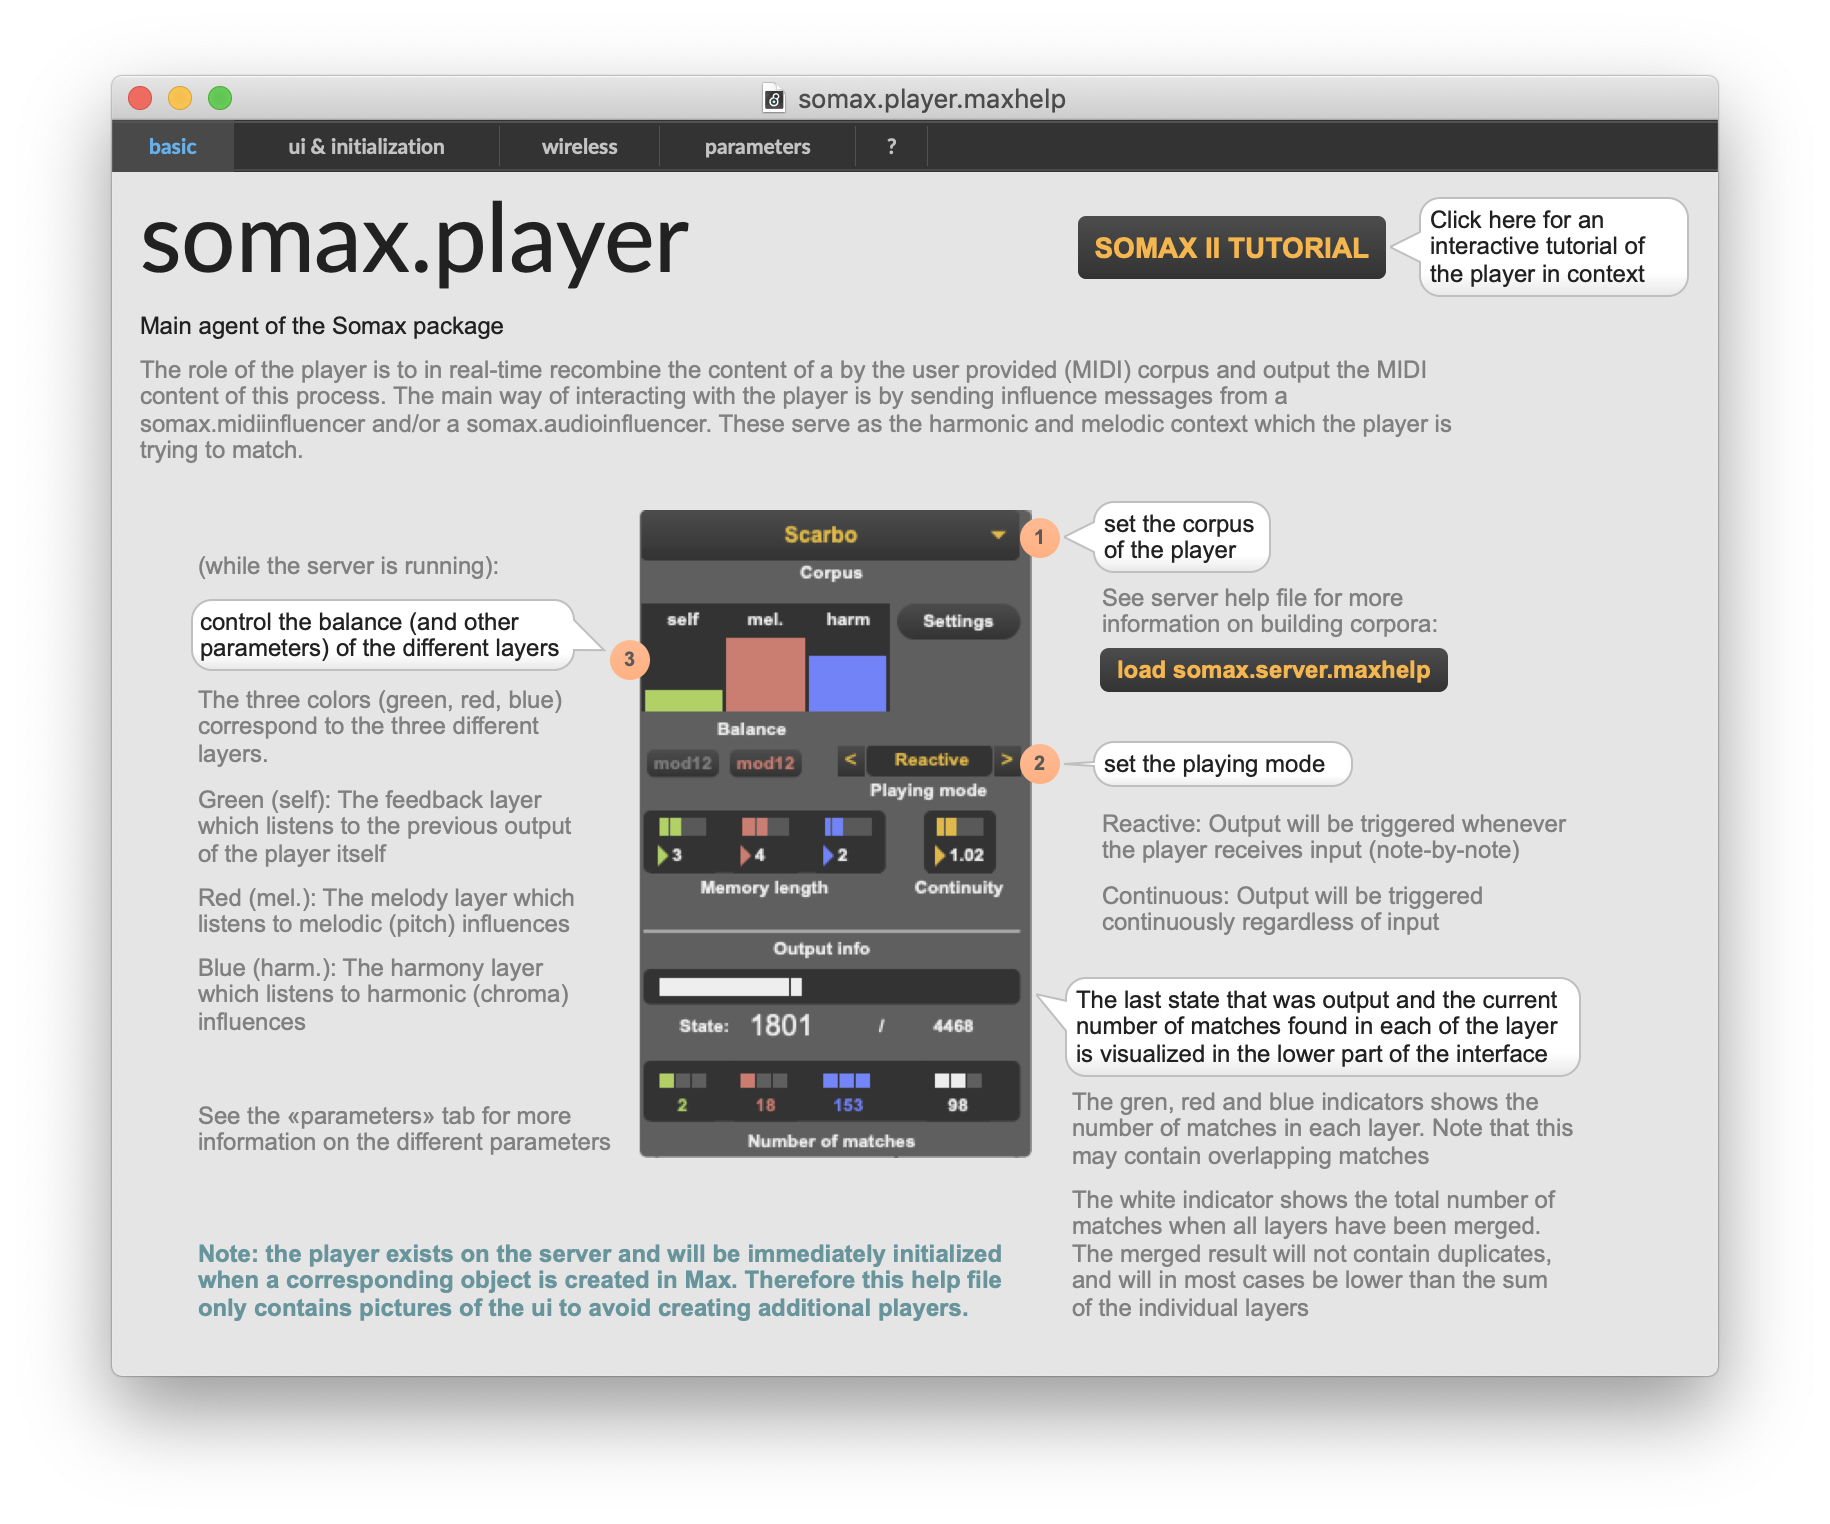 somax.player.maxhelp
basic
ui & initialization
wireless
parameters
?
somax.player
SOMAX II TUTORIAL
Click here for an
interactive tutorial of
the player in context
Main agent of the Somax package
The role of the player is to in real-time recombine the content of a by the user provided (MIDI) corpus and output the MIDI
content of this process. The main way of interacting with the player is by sending influence messages from a
somax.midiinfluencer and/or a somax.audioinfluencer. These serve as the harmonic and melodic context which the player is
trying to match.
(while the server is running):
control the balance (and other
parameters) of the different layers
3
The three colors (green, red, blue)
correspond to the three different
layers.
Green (self): The feedback layer
which listens to the previous output
of the player itself
Red (mel.): The melody layer which
listens to melodic (pitch) influences
Blue (harm.): The harmony layer
which listens to harmonic (chroma)
influences
See the «parameters» tab for more
information on the different parameters
Scarbo
Corpus
self mel. harm
Settings
Balance
mod12 mod12
< Reactive >
Playing mode
3 4 2 1.02
Memory length Continuity
Output info
State: 1801 / 4468
2 18 153 98
Number of matches
1
set the corpus
of the player
See server help file for more
information on building corpora:
load somax.server.maxhelp
2
set the playing mode
Reactive: Output will be triggered whenever
the player receives input (note-by-note)
Continuous: Output will be triggered
continuously regardless of input
The last state that was output and the current
number of matches found in each of the layer
is visualized in the lower part of the interface
The gren, red and blue indicators shows the
number of matches in each layer. Note that this
may contain overlapping matches
The white indicator shows the total number of
matches when all layers have been merged.
The merged result will not contain duplicates,
and will in most cases be lower than the sum
of the individual layers
Note: the player exists on the server and will be immediately initialized
when a corresponding object is created in Max. Therefore this help file
only contains pictures of the ui to avoid creating additional players.